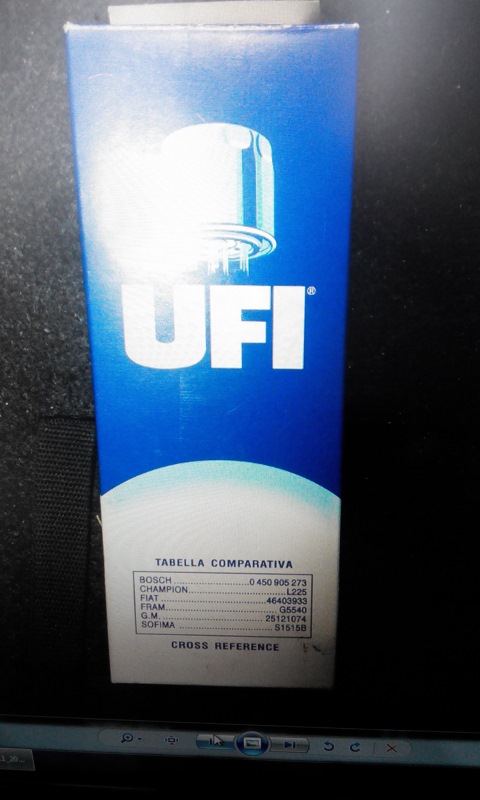 UFI®
TABELLA COMPARATIVA
BOSCH ........................0 450 905 273
CHAMPION........................L225
FIAT ........................46403933
FRAM........................G5540
G.M. ........................25121074
SOFIMA ........................S1515B
CROSS REFERENCE